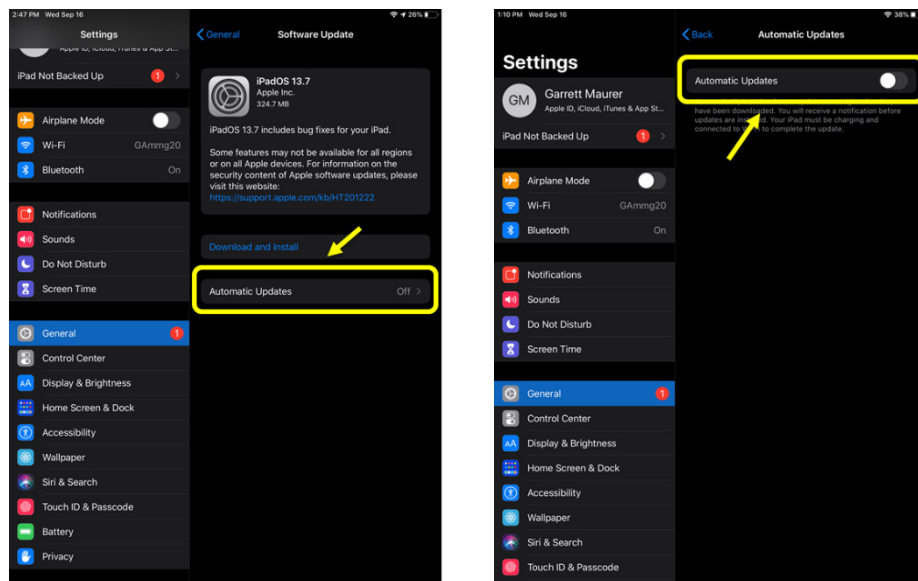 2:47 PM Wed Sep 16
26%
Settings
Apple ID, iCloud, iTunes & App St...
iPad Not Backed Up 1
Airplane Mode
Wi-Fi GAmmg20
Bluetooth On
Notifications
Sounds
Do Not Disturb
Screen Time
General 1
Control Center
AA Display & Brightness
Home Screen & Dock
Accessibility
Wallpaper
Siri & Search
Touch ID & Passcode
Battery
Privacy
General Software Update
iPadOS 13.7
Apple Inc.
324.7 MB
iPadOS 13.7 includes bug fixes for your iPad.
Some features may not be available for all regions
or on all Apple devices. For information on the
security content of Apple software updates, please
visit this website:
https://support.apple.com/kb/HT201222
Download and Install
Automatic Updates Off
1:10 PM Wed Sep 16
38%
Settings
GM
Garrett Maurer
Apple ID, iCloud, iTunes & App St...
iPad Not Backed Up 1
Airplane Mode
Wi-Fi GAmmg20
Bluetooth On
Notifications
Sounds
Do Not Disturb
Screen Time
General 1
Control Center
AA Display & Brightness
Home Screen & Dock
Accessibility
Wallpaper
Siri & Search
Touch ID & Passcode
Back Automatic Updates
Automatic Updates
have been downloaded. You will receive a notification before
updates are Your iPad must be charging and
connected to to complete the update.